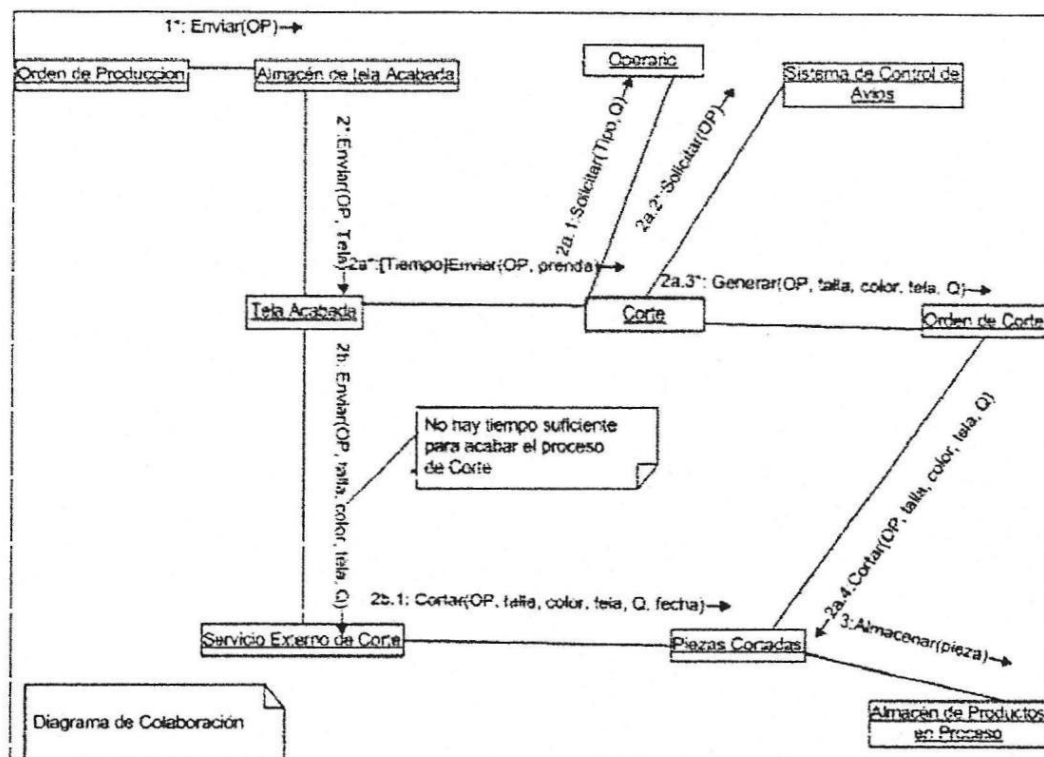 1*: Enviar(OP)
Orden de Produccion
Almacén de tela Acabada
Operario
Sistema de Control de
Avios
2*:Enviar(OP, Tela)
2a.1:Solicitar(Tipo, Q)
2a.2*:Solicitar(OP)
2a*:[Tiempo]Enviar(OP, prenda)
2a.3*: Generar(OP, talla, color, tela, Q)
Tela Acabada
Corte
Orden de Corte
2b: Enviar(OP, talla, color, tela, Q)
No hay tiempo suficiente
para acabar el proceso
de Corte
2a.4:Cortar(OP, talla, color, tela, Q)
2b.1: Cortar(OP, talla, color, tela, Q, fecha)
3:Almacenar(pieza)
Servicio Externo de Corte
Piezas Cortadas
Diagrama de Colaboración
Almacén de Productos
en Proceso